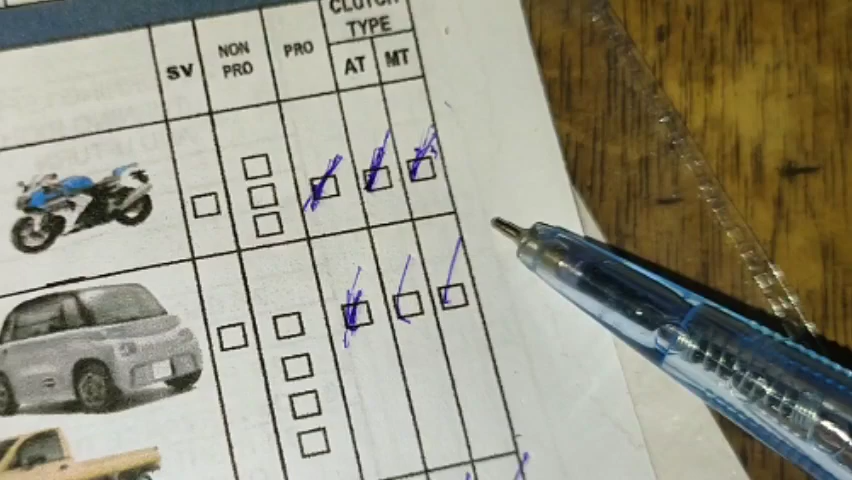 CLUTCH
TYPE
SV
NON
PRO
PRO
AT
MT